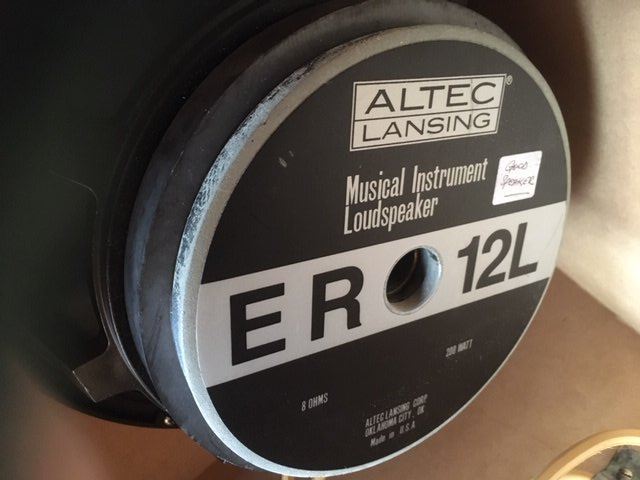 ALTEC®
LANSING
Musical Instrument
Loudspeaker
GOOD
SPEAKER
ER 12L
8 OHMS
200 WATT
ALTEC LANSING CORP.
OKLAHOMA CITY, OK
Made in U.S.A.